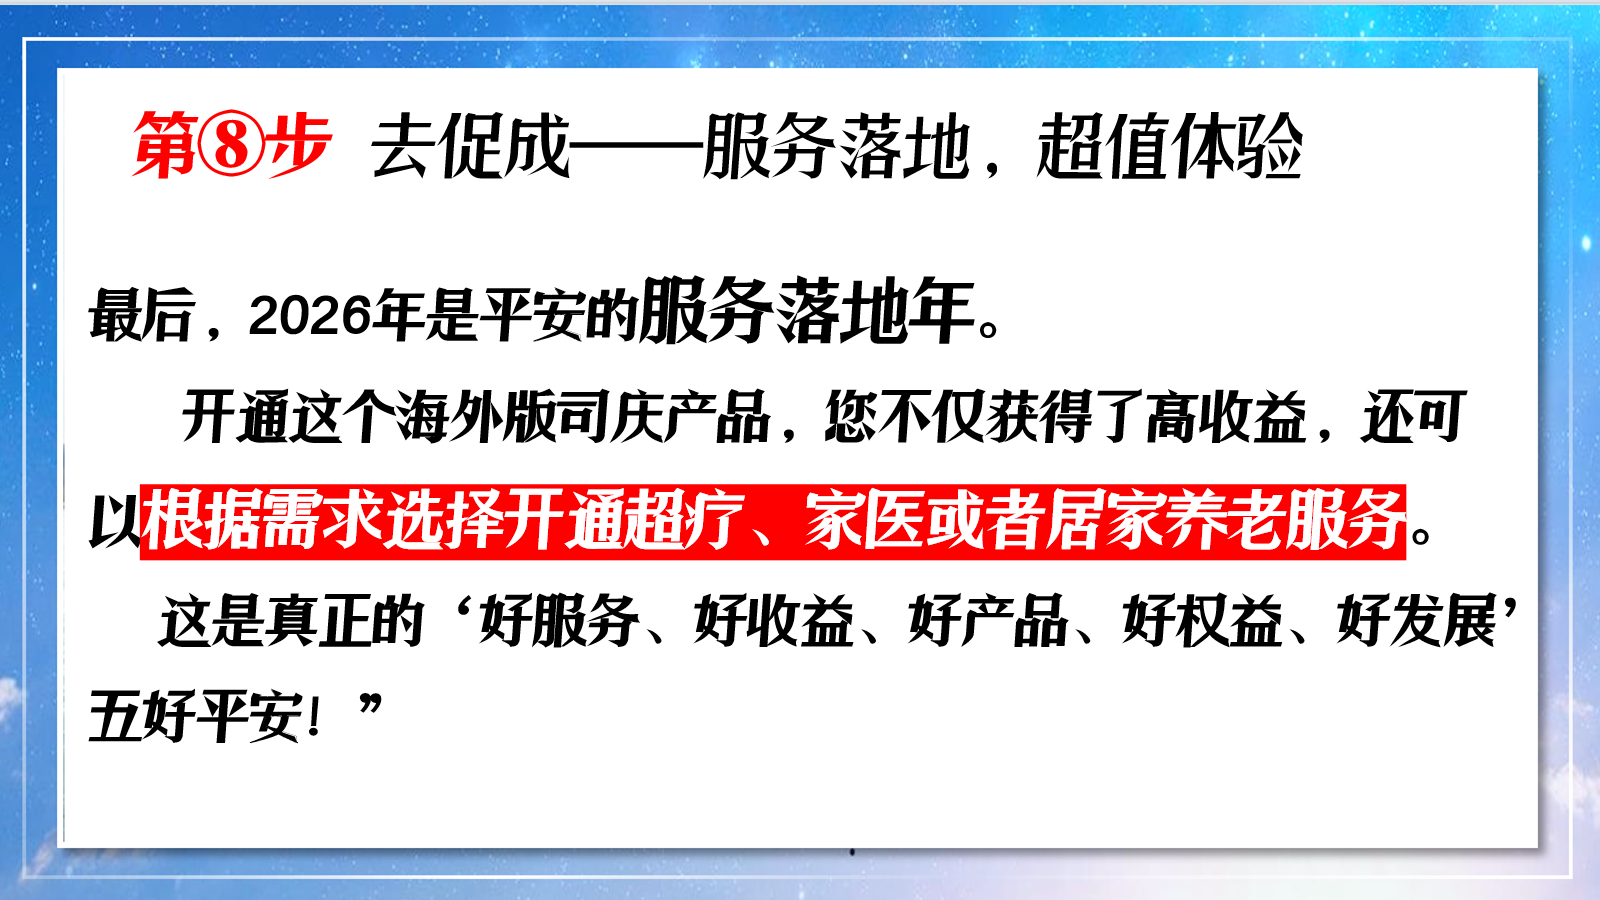 第⑧步 去促成——服务落地，超值体验
最后，2026年是平安的服务落地年。
开通这个海外版司庆产品，您不仅获得了高收益，还可
以根据需求选择开通超疗、家医或者居家养老服务。
这是真正的‘好服务、好收益、好产品、好权益、好发展’
五好平安！”